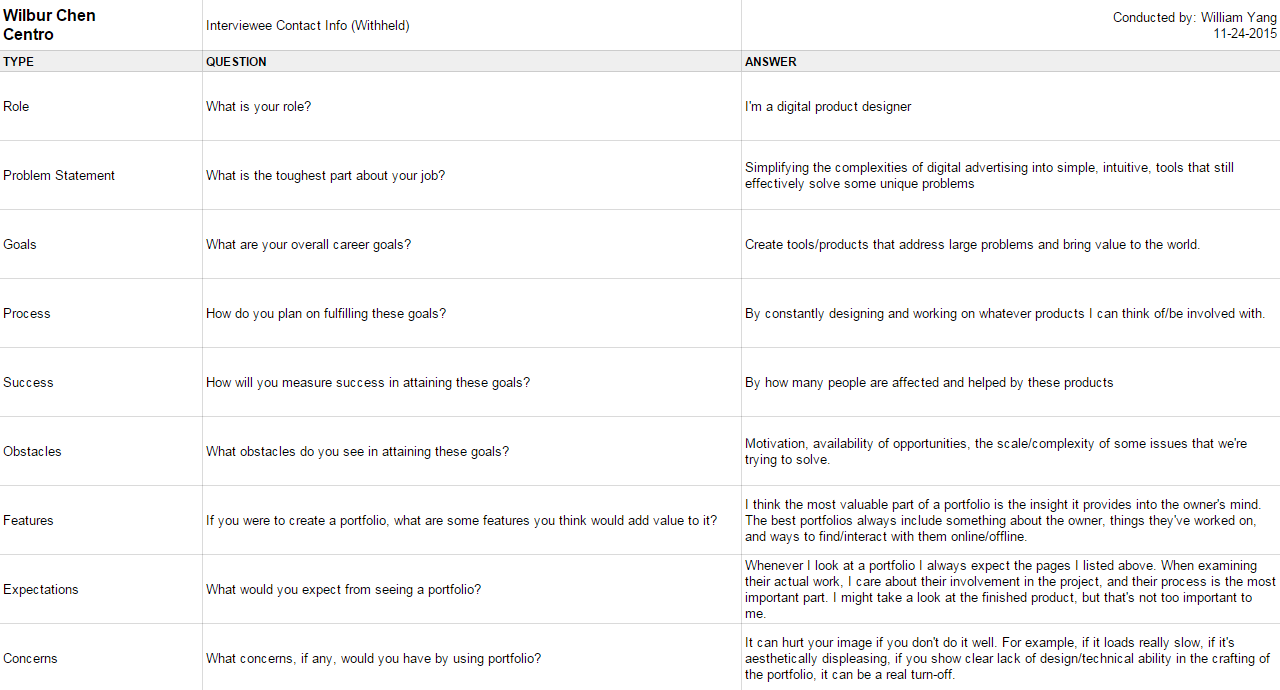 Wilbur Chen
Centro
Interviewee Contact Info (Withheld)
Conducted by: William Yang
11-24-2015
TYPE
QUESTION
ANSWER
Role
What is your role?
I'm a digital product designer
Problem Statement
What is the toughest part about your job?
Simplifying the complexities of digital advertising into simple, intuitive, tools that still
effectively solve some unique problems
Goals
What are your overall career goals?
Create tools/products that address large problems and bring value to the world.
Process
How do you plan on fulfilling these goals?
By constantly designing and working on whatever products I can think of/be involved with.
Success
How will you measure success in attaining these goals?
By how many people are affected and helped by these products
Obstacles
What obstacles do you see in attaining these goals?
Motivation, availability of opportunities, the scale/complexity of some issues that we're
trying to solve.
Features
If you were to create a portfolio, what are some features you think would add value to it?
I think the most valuable part of a portfolio is the insight it provides into the owner's mind.
The best portfolios always include something about the owner, things they've worked on,
and ways to find/interact with them online/offline.
Expectations
What would you expect from seeing a portfolio?
Whenever I look at a portfolio I always expect the pages I listed above. When examining
their actual work, I care about their involvement in the project, and their process is the most
important part. I might take a look at the finished product, but that's not too important to
me.
Concerns
What concerns, if any, would you have by using portfolio?
It can hurt your image if you don't do it well. For example, if it loads really slow, if it's
aesthetically displeasing, if you show clear lack of design/technical ability in the crafting of
the portfolio, it can be a real turn-off.